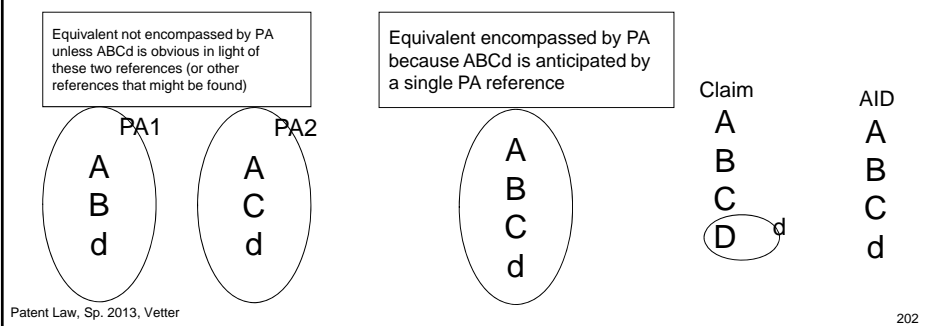 Equivalent not encompassed by PA
unless ABCd is obvious in light of
these two references (or other
references that might be found)
PA1
A
B
d
PA2
A
C
d
Equivalent encompassed by PA
because ABCd is anticipated by
a single PA reference
A
B
C
d
Claim
A
B
C
D
d
AID
A
B
C
d
Patent Law, Sp. 2013, Vetter
202